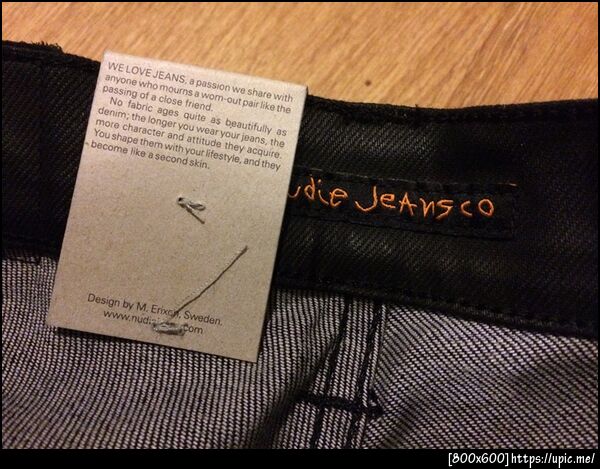 WE LOVE JEANS, a passion we share with
anyone who mourns a worn-out pair like the
passing of a close friend.
No fabric ages quite as beautifully as
denim; the longer you wear your jeans, the
more character and attitude they acquire.
You shape them with your lifestyle, and they
become like a second skin.
udie JeAnsco
Design by M. Erixon, Sweden.
www.nudi .com
[800x600]https://upic.me/